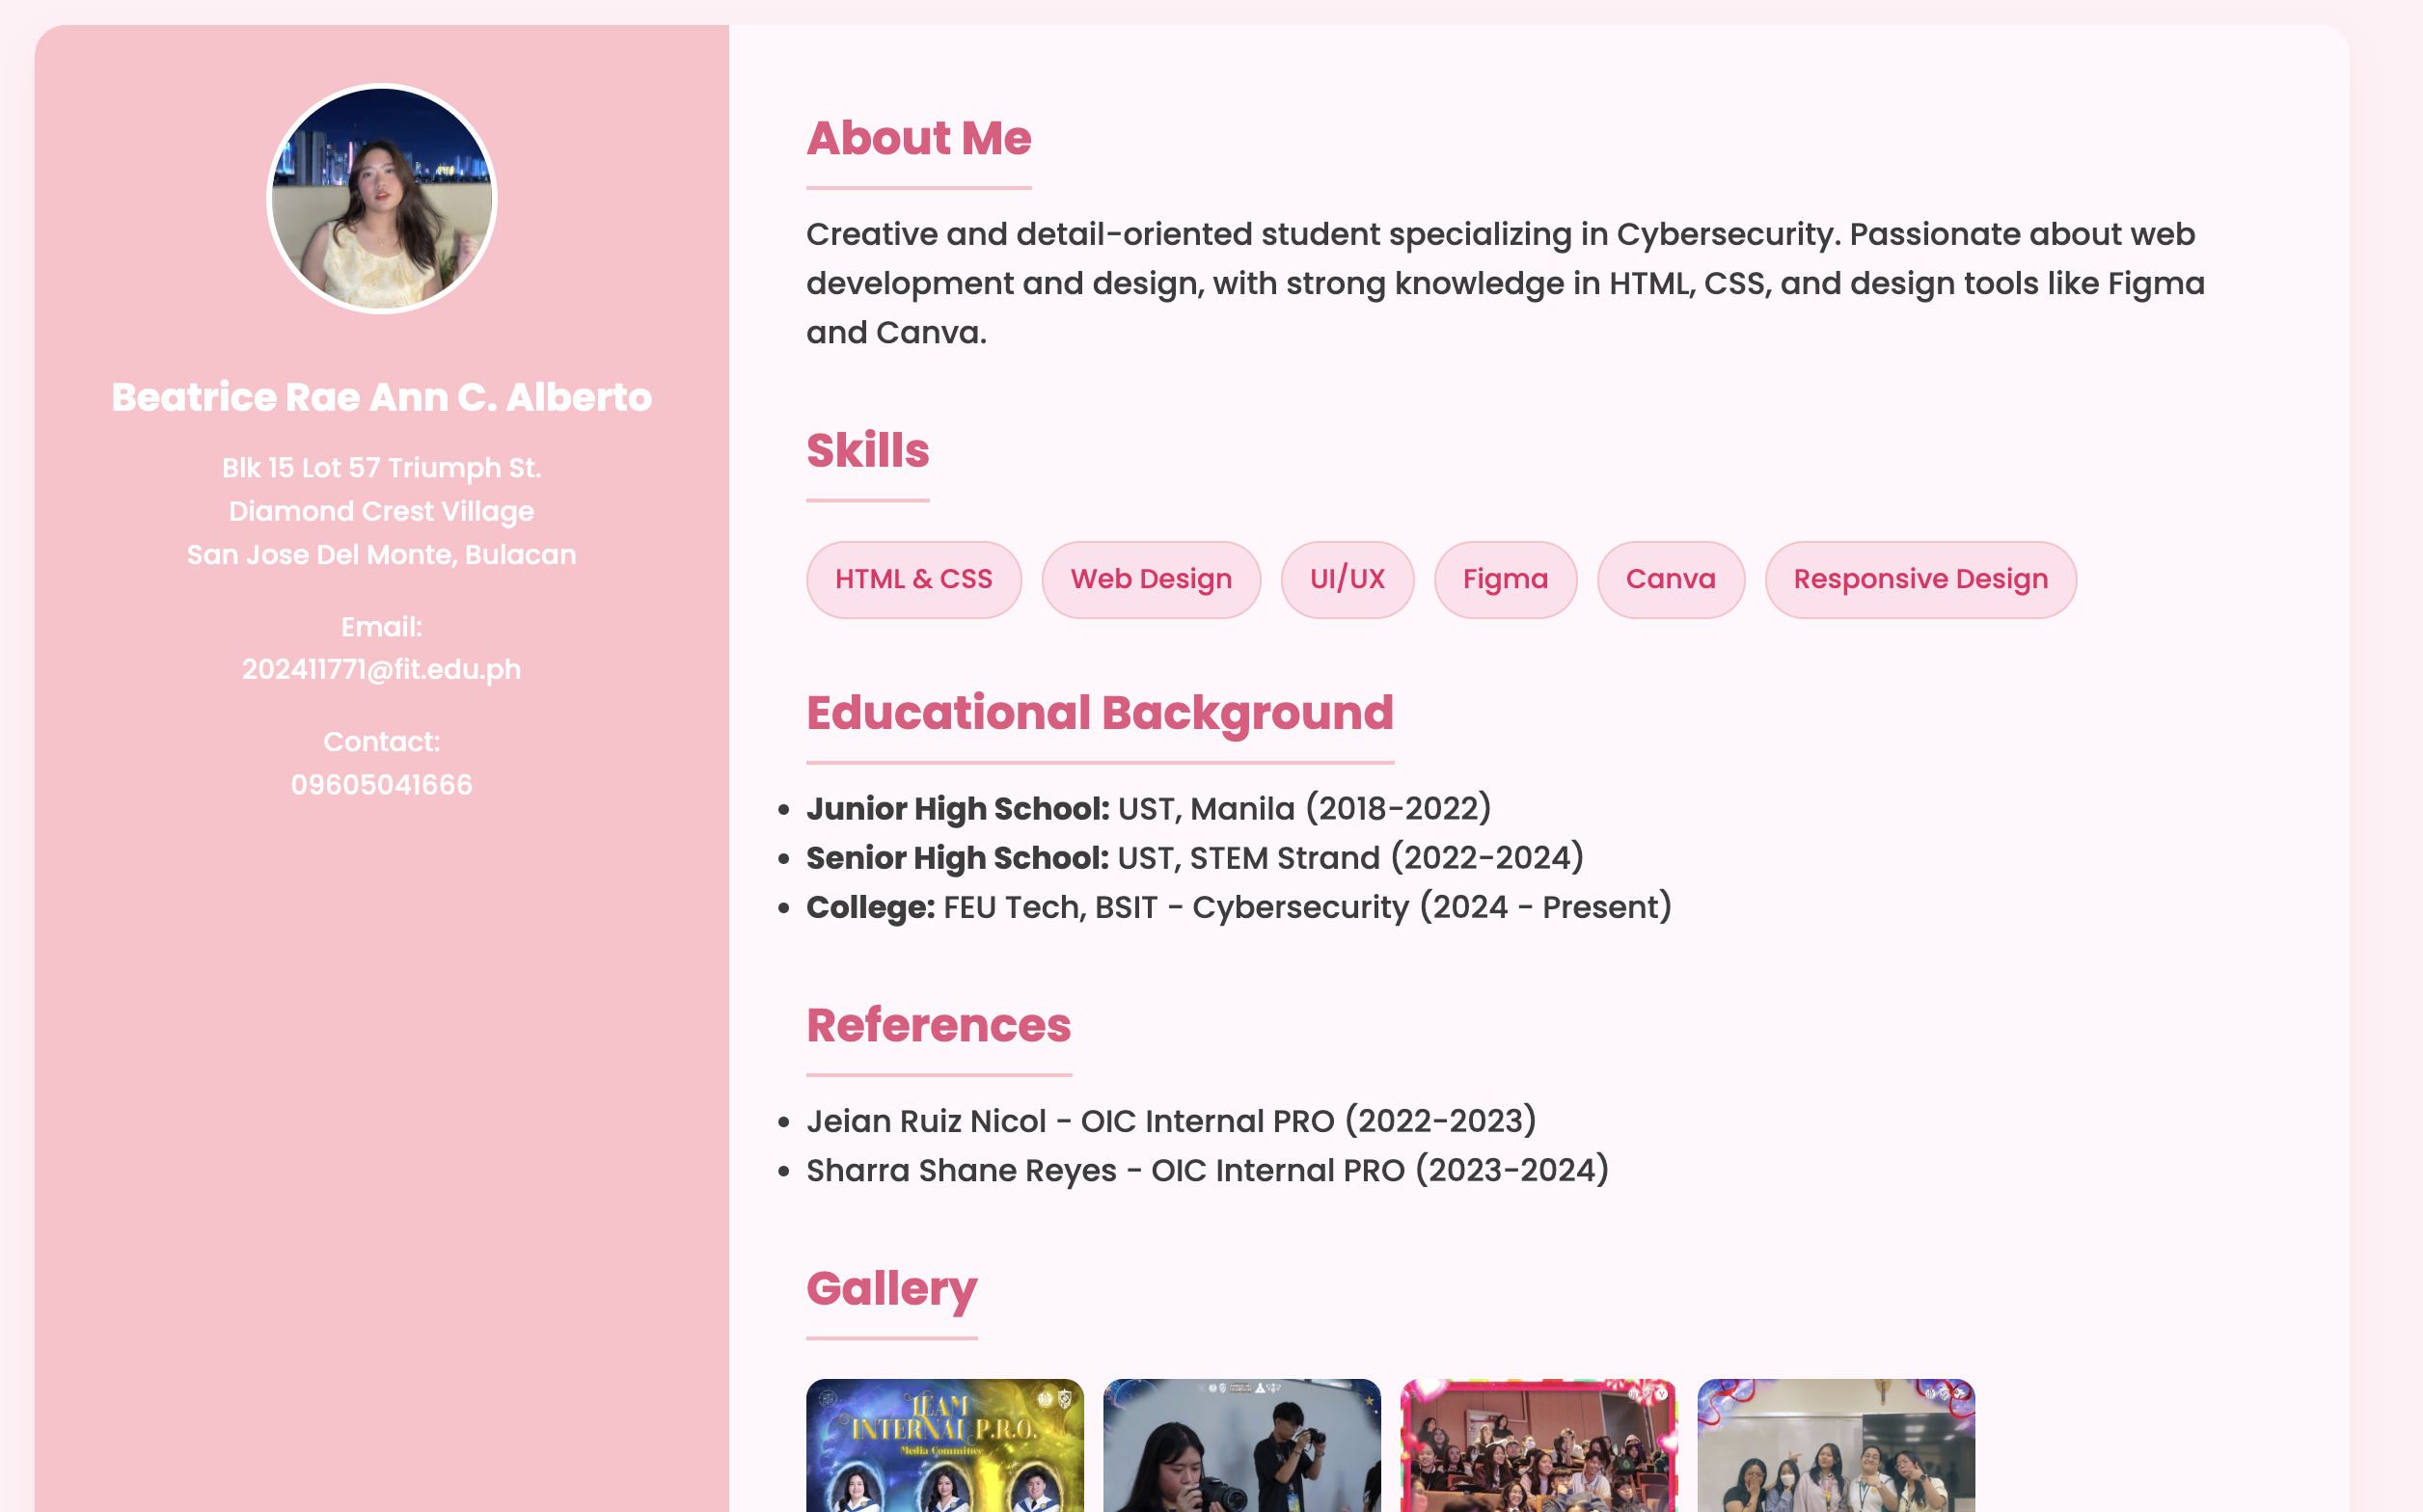 Beatrice Rae Ann C. Alberto
Blk 15 Lot 57 Triumph St.
Diamond Crest Village
San Jose Del Monte, Bulacan
Email:
202411771@fit.edu.ph
Contact:
09605041666
About Me
Creative and detail-oriented student specializing in Cybersecurity. Passionate about web
development and design, with strong knowledge in HTML, CSS, and design tools like Figma
and Canva.
Skills
HTML & CSS
Web Design
UI/UX
Figma
Canva
Responsive Design
Educational Background
• Junior High School: UST, Manila (2018-2022)
• Senior High School: UST, STEM Strand (2022-2024)
• College: FEU Tech, BSIT - Cybersecurity (2024 - Present)
References
• Jeian Ruiz Nicol - OIC Internal PRO (2022-2023)
• Sharra Shane Reyes - OIC Internal PRO (2023-2024)
Gallery
TEAM
INTERNAL P.R.O.
Media Committee